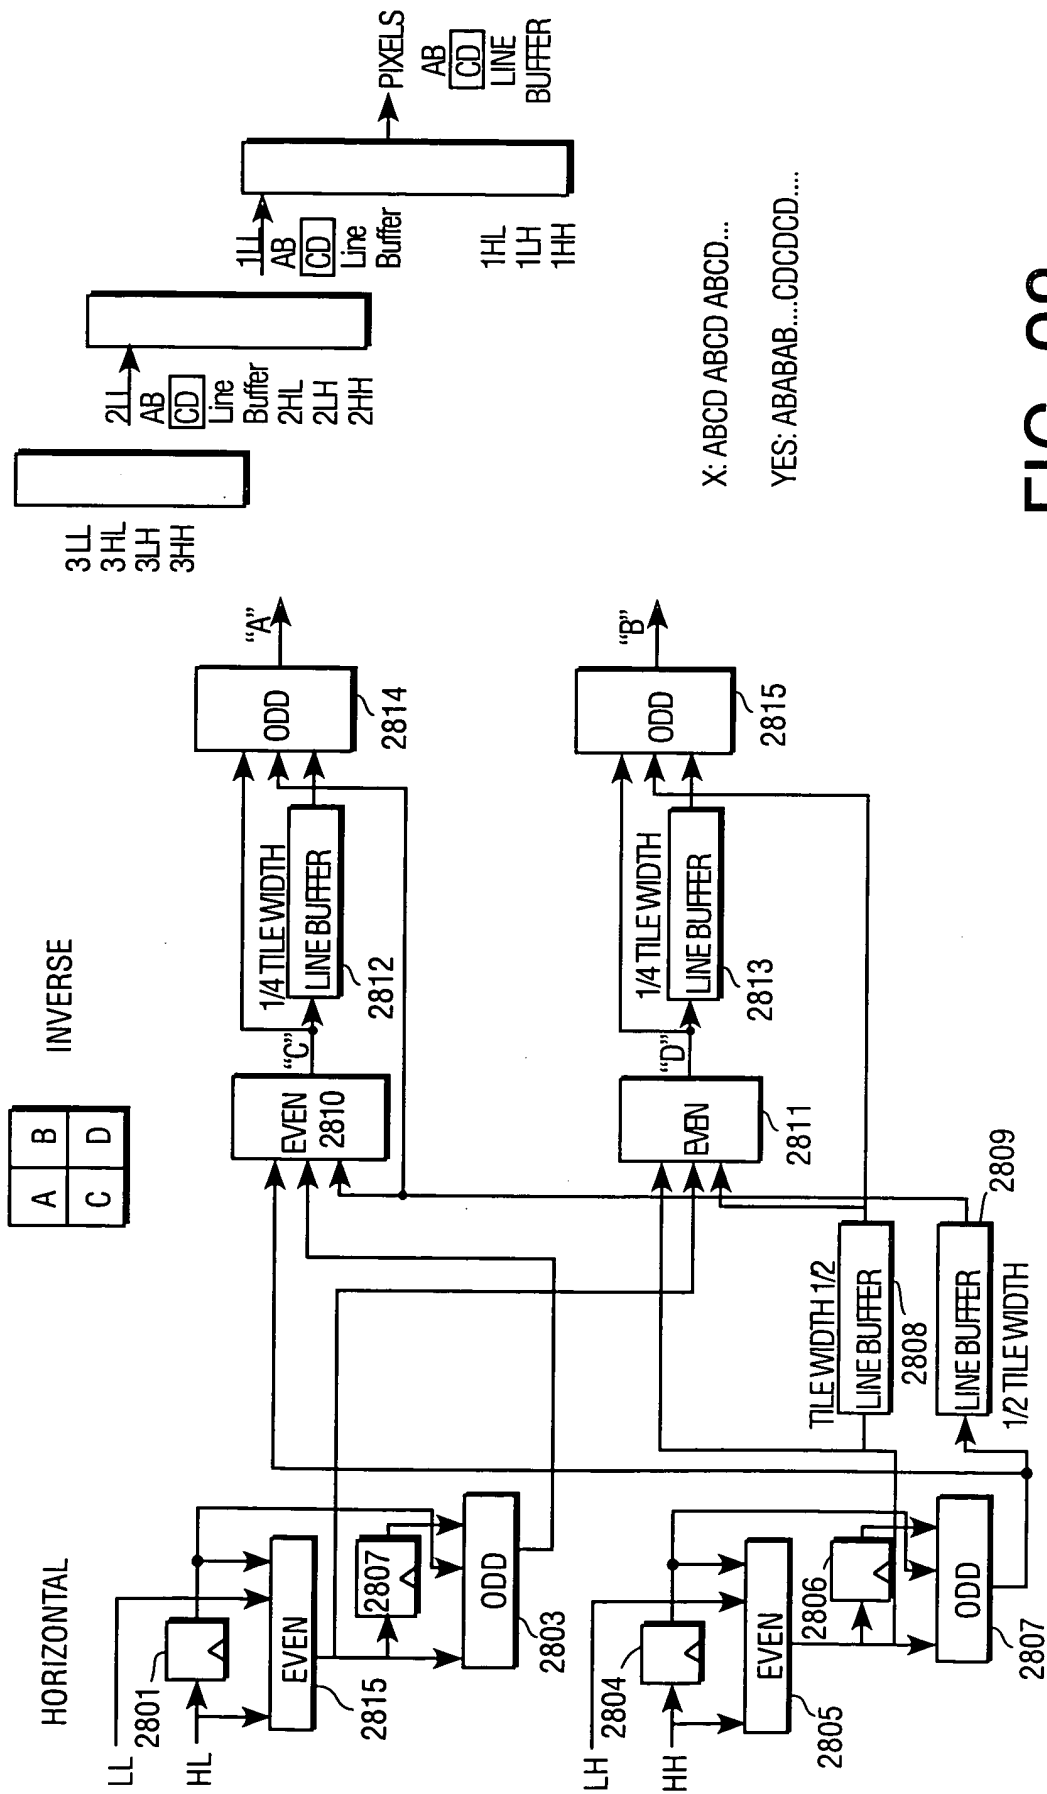 HORIZONTAL
INVERSE
A B
C D
LL
2801
HL
EVEN
2815
2807
ODD
2803
LH
2804
HH
EVEN
2805
2806
ODD
2807
TILE WIDTH 1/2
LINE BUFFER
2808
LINE BUFFER
2809
1/2 TILE WIDTH
EVEN
2810
"C"
1/4 TILE WIDTH
LINE BUFFER
2812
ODD
2814
"A"
EVEN
2811
"D"
1/4 TILE WIDTH
LINE BUFFER
2813
ODD
2815
"B"
3 LL
3 HL
3LH
3HH
2LL
AB
CD
Line
Buffer
2HL
2LH
2HH
1LL
AB
CD
Line
Buffer
1HL
1LH
1HH
PIXELS
AB
CD
LINE
BUFFER
X: ABCD ABCD ABCD...
YES: ABABAB....CDCDCD....